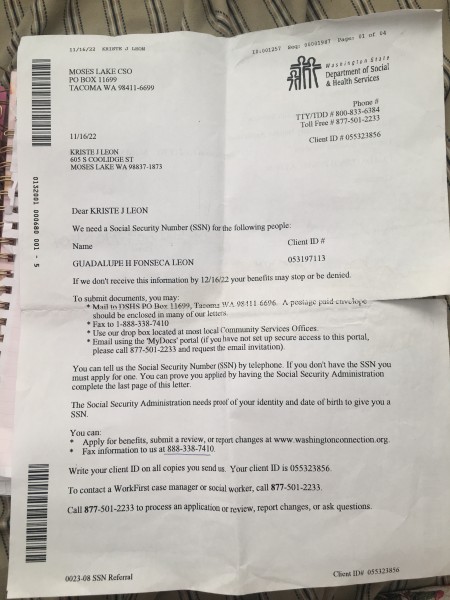 11/16/22 KRISTE J LEON
ID:001257 Seq: 00005947 Page: 01 of 04
MOSES LAKE CSO
PO BOX 11699
TACOMA WA 98411-6699
Washington State
Department of Social
& Health Services
Phone #
TTY/TDD # 800-833-6384
Toll Free # 877-501-2233
11/16/22
Client ID # 055323856
KRISTE J LEON
605 S COOLIDGE ST
MOSES LAKE WA 98837-1873
0132001 000680 001 - 5
Dear KRISTE J LEON
We need a Social Security Number (SSN) for the following people:
Name Client ID #
GUADALUPE H FONSECA LEON 053197113
If we don't receive this information by 12/16/22 your benefits may stop or be denied.
To submit documents, you may:
* Mail to DSHS PO Box 11699, Tacoma WA 98411-6696. A postage paid envelope
should be enclosed in many of our letters.
* Fax to 1-888-338-7410
* Use our drop box located at most local Community Services Offices.
* Email using the 'MyDocs' portal (if you have not set up secure access to this portal,
please call 877-501-2233 and request the email invitation).
You can tell us the Social Security Number (SSN) by telephone. If you don't have the SSN you
must apply for one. You can prove you applied by having the Social Security Administration
complete the last page of this letter.
The Social Security Administration needs proof of your identity and date of birth to give you a
SSN.
You can:
* Apply for benefits, submit a review, or report changes at www.washingtonconnection.org.
* Fax information to us at 888-338-7410.
Write your client ID on all copies you send us. Your client ID is 055323856.
To contact a WorkFirst case manager or social worker, call 877-501-2233.
Call 877-501-2233 to process an application or review, report changes, or ask questions.
0023-08 SSN Referral
Client ID# 055323856